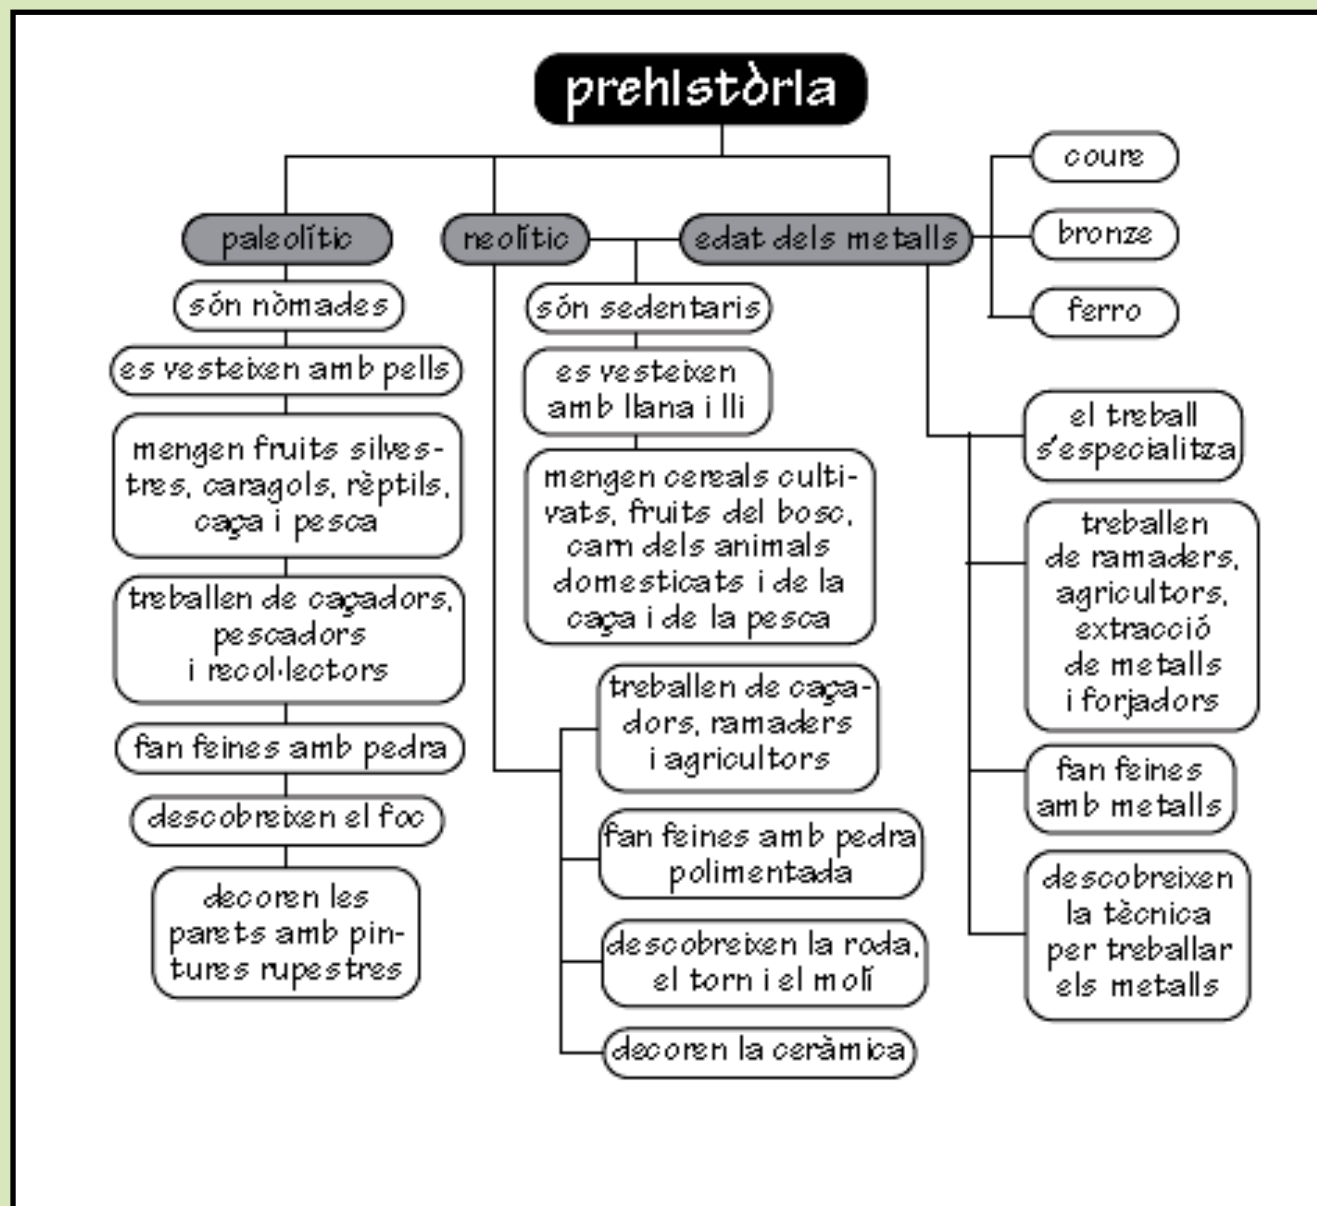 prehistòria
coure
bronze
ferro
paleolític
neolític
edat dels metalls
són nòmades
es vesteixen amb pells
mengen fruits silves-
tres, caragols, rèptils,
caça i pesca
treballen de caçadors,
pescadors
i recol·lectors
fan feines amb pedra
descobreixen el foc
decoren les
parets amb pin-
tures rupestres
són sedentaris
es vesteixen
amb llana i lli
mengen cereals culti-
vats, fruits del bosc,
carn dels animals
domesticats i de la
caça i de la pesca
treballen de caça-
dors, ramaders
i agricultors
fan feines amb pedra
polimentada
descobreixen la roda,
el torn i el molí
decoren la ceràmica
el treball
s'especialitza
treballen
de ramaders,
agricultors,
extracció
de metalls
i forjadors
fan feines
amb metalls
descobreixen
la tècnica
per treballar
els metalls